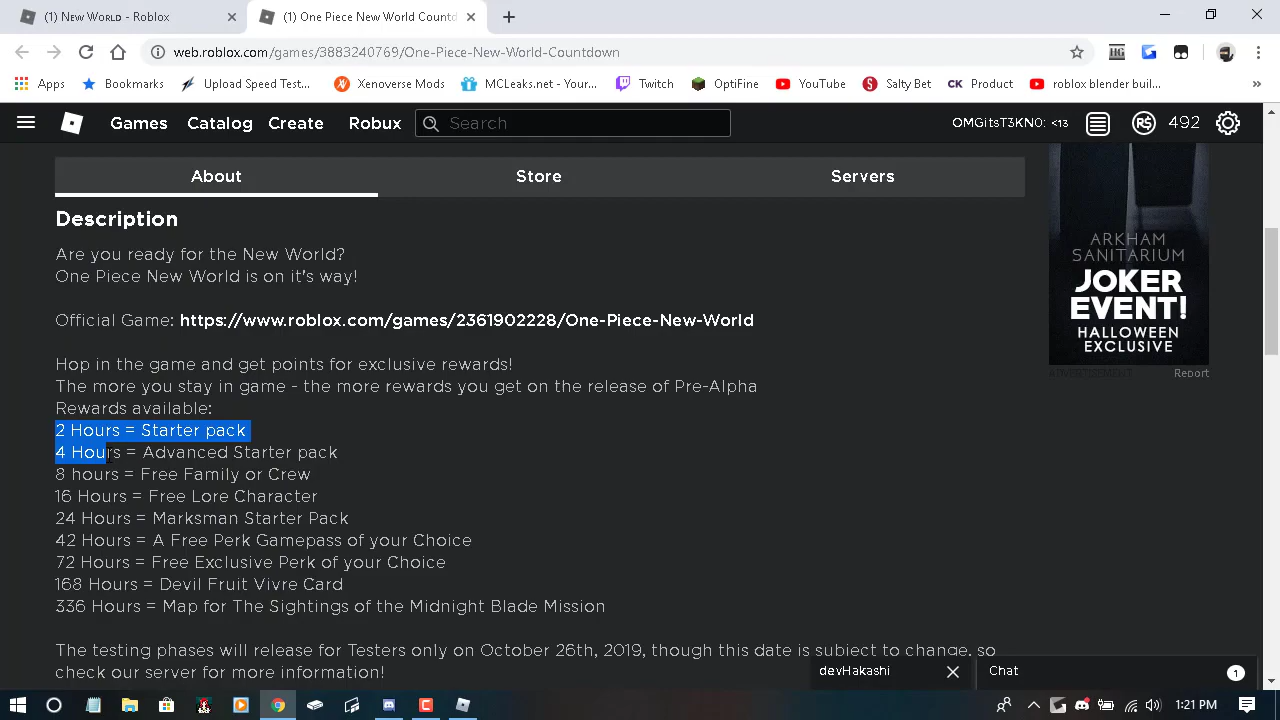 (1) New World - Roblox
(1) One Piece New World Countd
web.roblox.com/games/3883240769/One-Piece-New-World-Countdown
Apps
Bookmarks
Upload Speed Test...
Xenoverse Mods
MCLeaks.net - Your...
Twitch
OptiFine
YouTube
Salty Bet
CK Product
roblox blender buil...
»
Games
Catalog
Create
Robux
Search
OMGitsT3KN0: <13
R$ 492
About
Store
Servers
Description
Are you ready for the New World?
One Piece New World is on it's way!
Official Game: https://www.roblox.com/games/2361902228/One-Piece-New-World
Hop in the game and get points for exclusive rewards!
The more you stay in game - the more rewards you get on the release of Pre-Alpha
Rewards available:
2 Hours = Starter pack
4 Hours = Advanced Starter pack
8 hours = Free Family or Crew
16 Hours = Free Lore Character
24 Hours = Marksman Starter Pack
42 Hours = A Free Perk Gamepass of your Choice
72 Hours = Free Exclusive Perk of your Choice
168 Hours = Devil Fruit Vivre Card
336 Hours = Map for The Sightings of the Midnight Blade Mission
The testing phases will release for Testers only on October 26th, 2019, though this date is subject to change, so
check our server for more information!
ARKHAM
SANITARIUM
JOKER
EVENT!
HALLOWEEN
EXCLUSIVE
ADVERTISEMENT
Report
devHakashi
Chat
1
1:21 PM